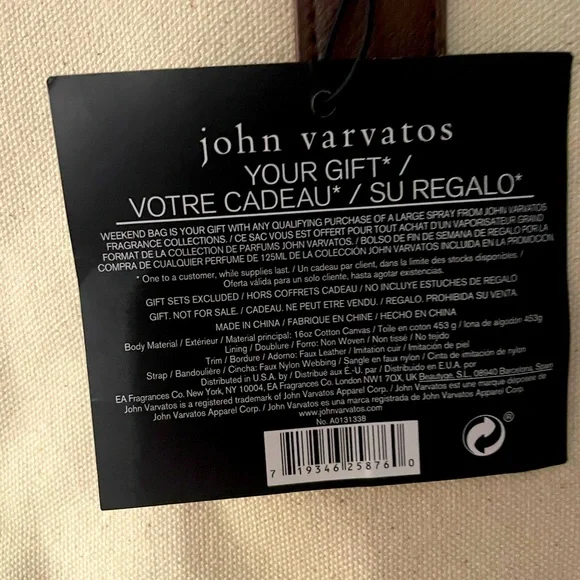 john varvatos
YOUR GIFT* /
VOTRE CADEAU* / SU REGALO*
WEEKEND BAG IS YOUR GIFT WITH ANY QUALIFYING PURCHASE OF A LARGE SPRAY FROM JOHN VARVATOS
FRAGRANCE COLLECTIONS. / CE SAC VOUS EST OFFERT POUR TOUT ACHAT D'UN VAPORISATEUR GRAND
FORMAT DE LA COLLECTION DE PARFUMS JOHN VARVATOS. / BOLSO DE FIN DE SEMANA DE REGALO POR LA
COMPRA DE CUALQUIER PERFUME DE 125ML DE LA COLECCIÓN JOHN VARVATOS INCLUIDA EN LA PROMOCIÓN.
* One to a customer, while supplies last. / Un cadeau par client, dans la limite des stocks disponibles. /
Oferta válida para un solo cliente, hasta agotar existencias.
GIFT SETS EXCLUDED / HORS COFFRETS CADEAU / NO INCLUYE ESTUCHES DE REGALO
GIFT. NOT FOR SALE. / CADEAU. NE PEUT ETRE VENDU. / REGALO. PROHIBIDA SU VENTA.
MADE IN CHINA / FABRIQUE EN CHINE / HECHO EN CHINA
Body Material / Extérieur / Material principal: 16oz Cotton Canvas / Toile en coton 453 g / lona de algodón 453g
Lining / Doublure / Forro: Non Woven / Non tissé / No tejido
Trim / Bordure / Adorno: Faux Leather / Imitation cuir / Imitación de piel
Strap / Bandoulière / Cincha: Faux Nylon Webbing / Sangle en faux nylon / Cinta de imitación de nylon
Distributed in U.S.A. by / Distribué aux É.-U. par / Distribuido en E.U.A. por
EA Fragrances Co. New York, NY 10004. EA Fragrances Co. London NW1 7QX, UK. Beautyge, S.L., 08940 Barcelona, Spain
John Varvatos is a registered trademark of John Varvatos Apparel Corp. / John Varvatos est une marque déposée de
John Varvatos Apparel Corp. / John Varvatos es una marca registrada de John Varvatos Apparel Corp.
www.johnvarvatos.com
No. A0131338
7 19346 25876 0
®